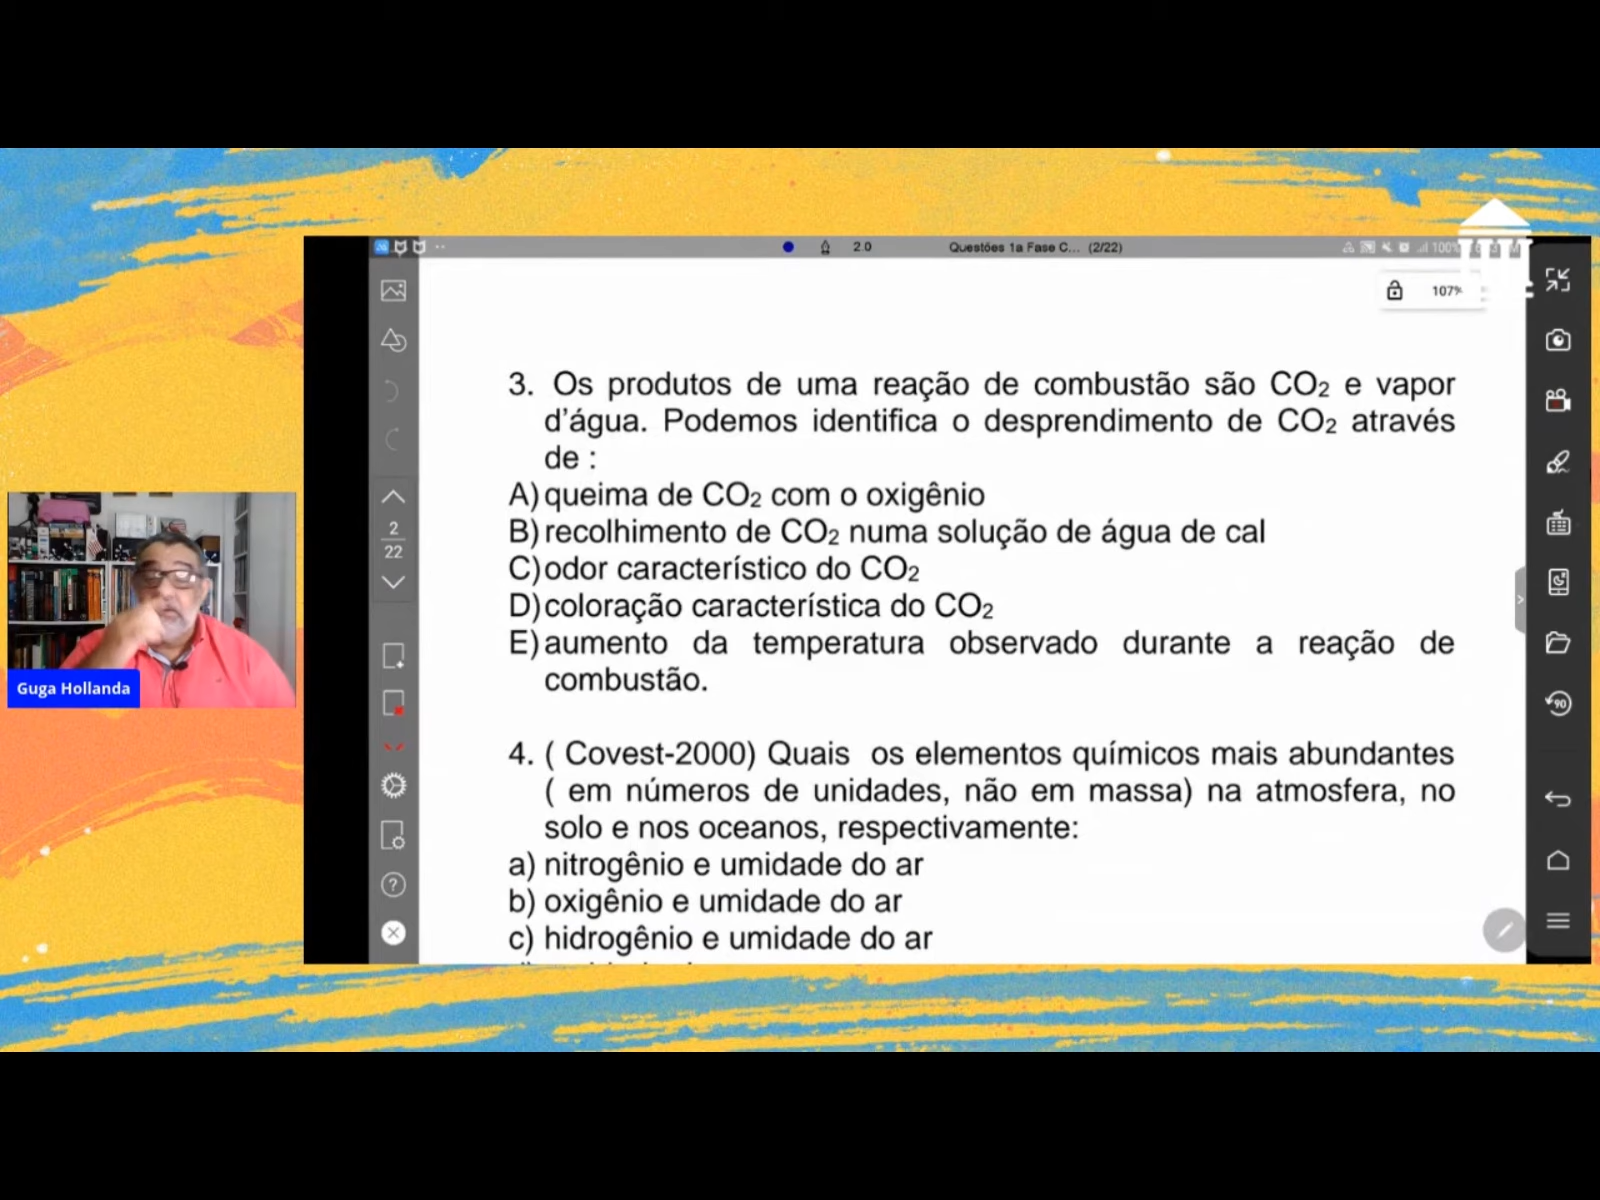 2.0
Questões 1a Fase C... (2/22)
100%
107%
3. Os produtos de uma reação de combustão são CO₂ e vapor
d’água. Podemos identifica o desprendimento de CO₂ através
de :
A) queima de CO₂ com o oxigênio
B) recolhimento de CO₂ numa solução de água de cal
C) odor característico do CO₂
D) coloração característica do CO₂
E) aumento da temperatura observado durante a reação de
combustão.
4. ( Covest-2000) Quais os elementos químicos mais abundantes
( em números de unidades, não em massa) na atmosfera, no
solo e nos oceanos, respectivamente:
a) nitrogênio e umidade do ar
b) oxigênio e umidade do ar
c) hidrogênio e umidade do ar
2
22
90
Guga Hollanda